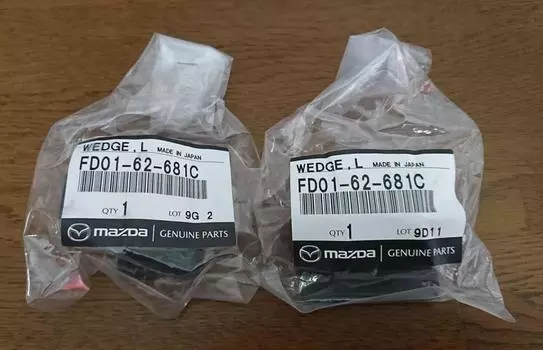 WEDGE,L MADE IN JAPAN
FD01-62-681C
QTY 1 LOT 9G 2
mazda GENUINE PARTS
WEDGE,L MADE IN JAPAN
FD01-62-681C
QTY 1 LOT 9D11
mazda GENUINE PARTS